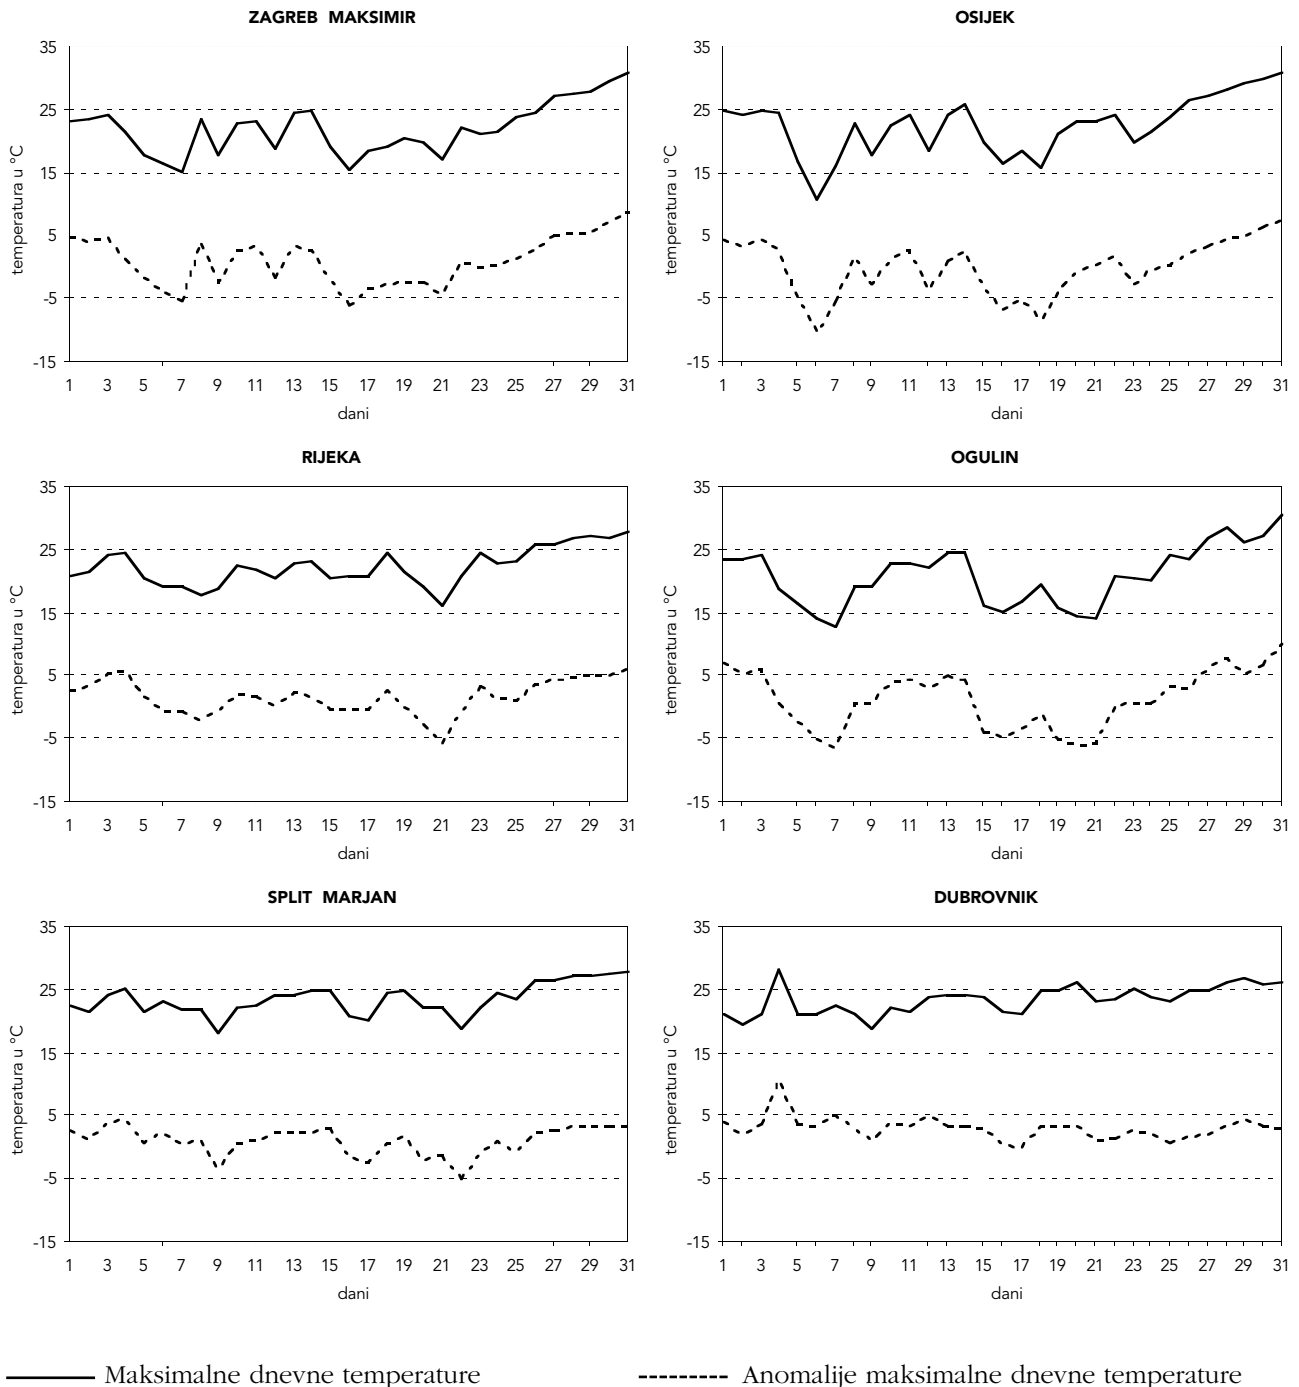 ZAGREB MAKSIMIR
35
25
15
5
-5
-15
temperatura u °C
1 3 5 7 9 11 13 15 17 19 21 23 25 27 29 31
dani
OSIJEK
35
25
15
5
-5
-15
temperatura u °C
1 3 5 7 9 11 13 15 17 19 21 23 25 27 29 31
dani
RIJEKA
35
25
15
5
-5
-15
temperatura u °C
1 3 5 7 9 11 13 15 17 19 21 23 25 27 29 31
dani
OGULIN
35
25
15
5
-5
-15
temperatura u °C
1 3 5 7 9 11 13 15 17 19 21 23 25 27 29 31
dani
SPLIT MARJAN
35
25
15
5
-5
-15
temperatura u °C
1 3 5 7 9 11 13 15 17 19 21 23 25 27 29 31
dani
DUBROVNIK
35
25
15
5
-5
-15
temperatura u °C
1 3 5 7 9 11 13 15 17 19 21 23 25 27 29 31
dani
Maksimalne dnevne temperature
Anomalije maksimalne dnevne temperature